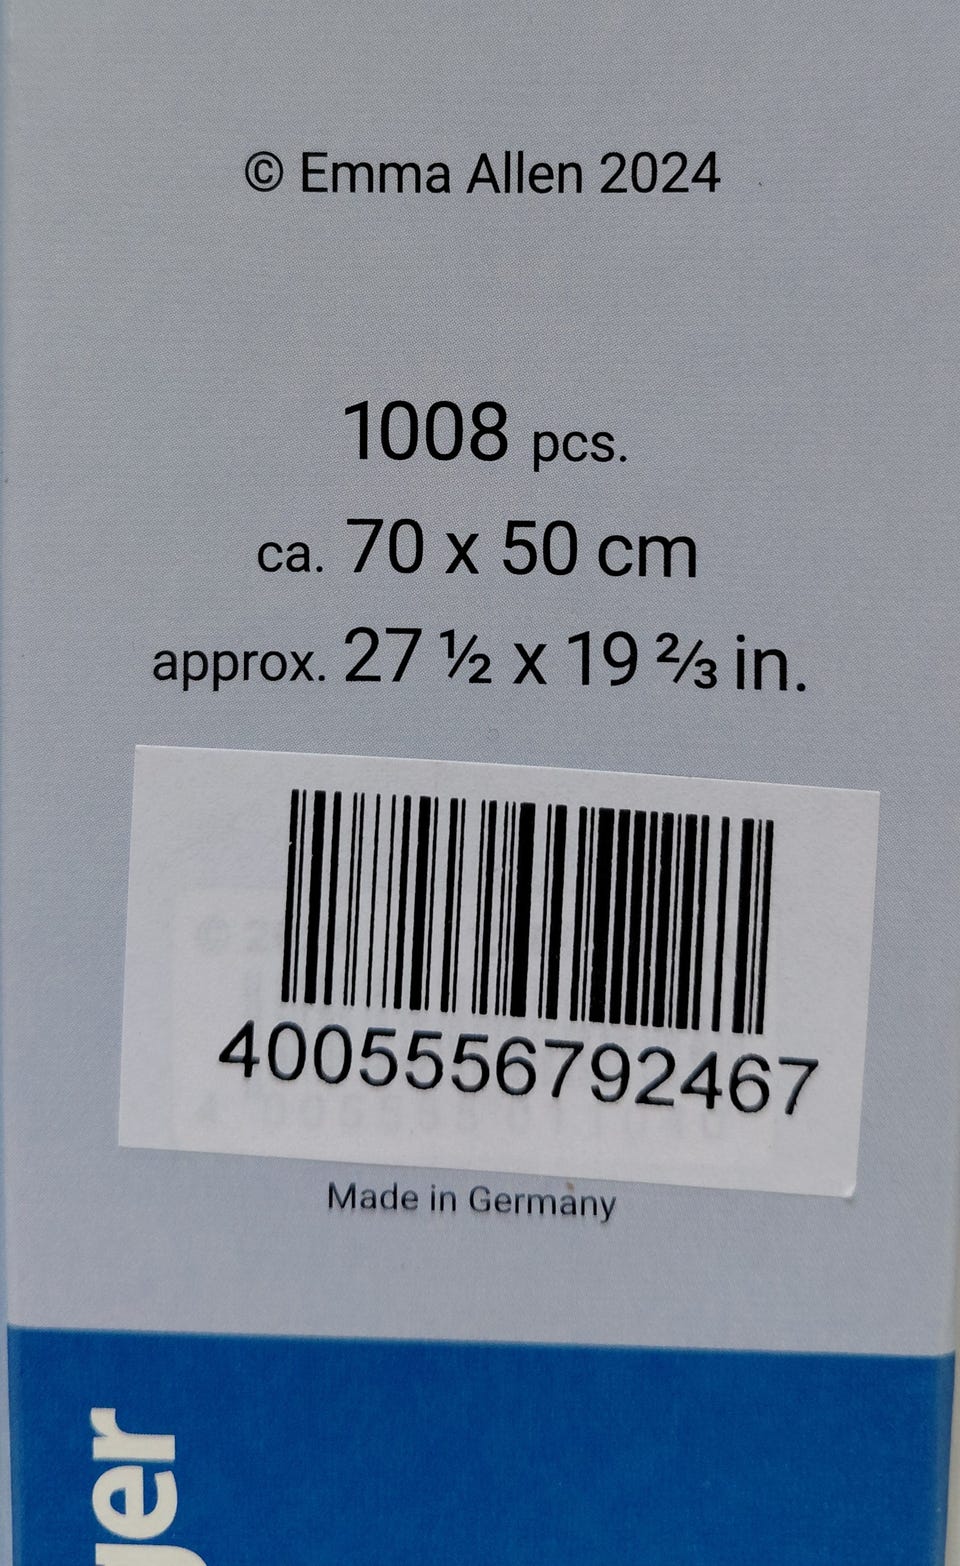 © Emma Allen 2024
1008 pcs.
ca. 70 x 50 cm
approx. 27 ½ x 19 ⅔ in.
4005556792467
Made in Germany